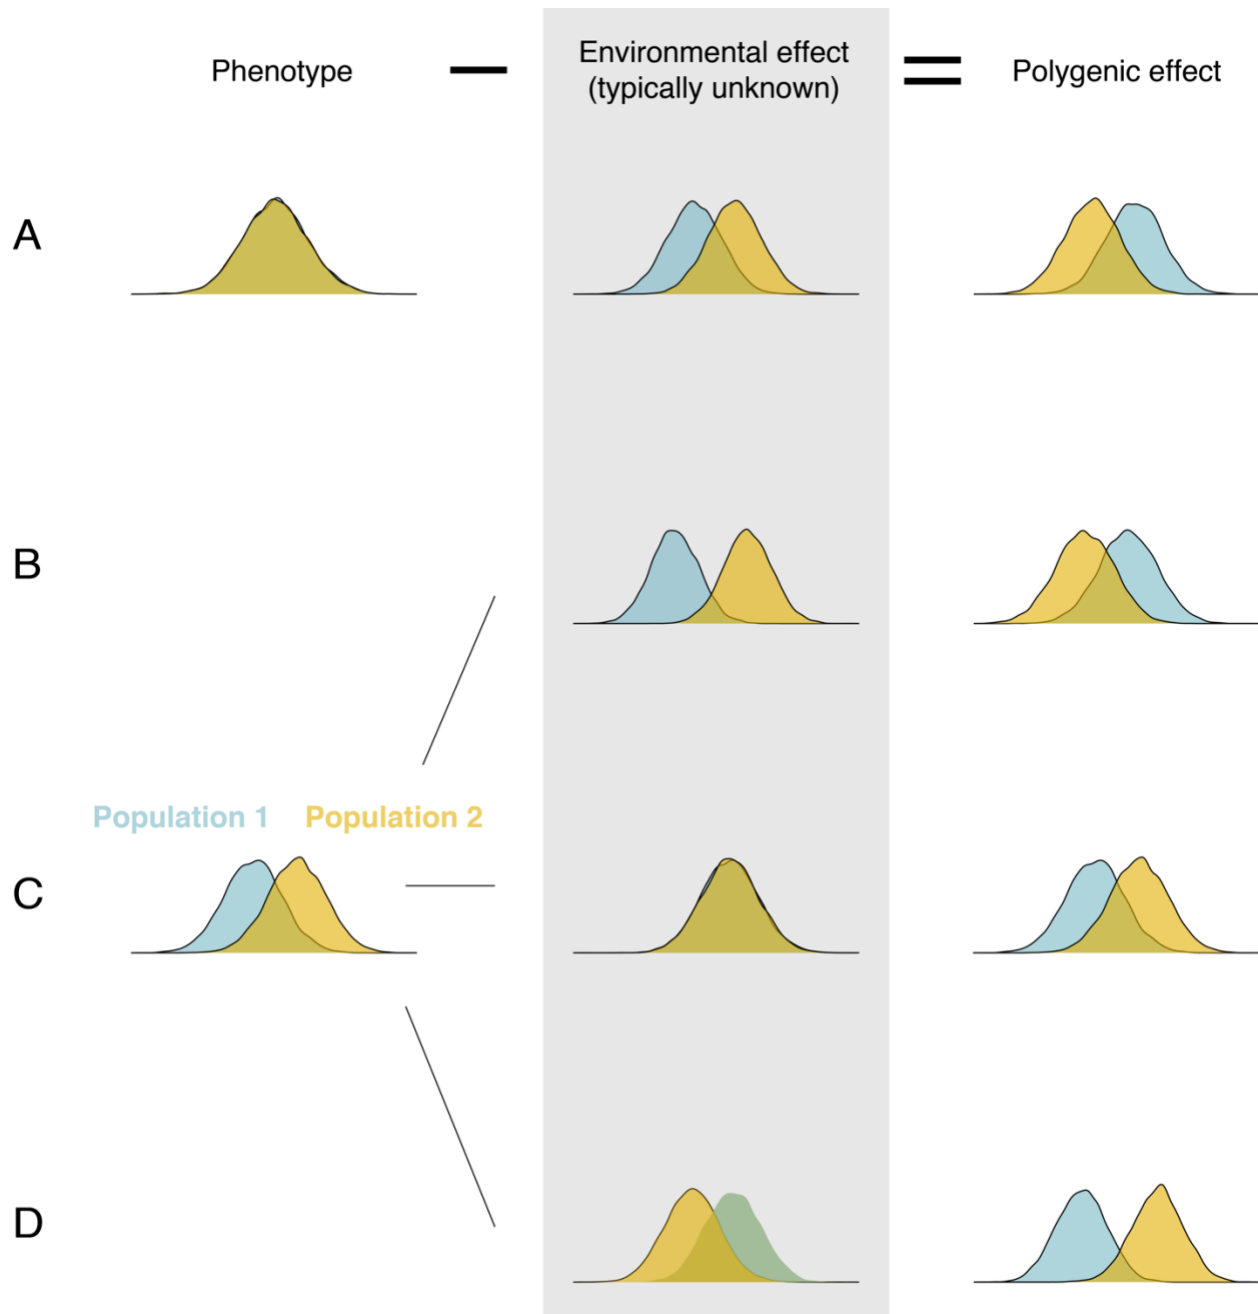 Phenotype
Environmental effect
(typically unknown)
Polygenic effect
A
B
Population 1 Population 2
C
D